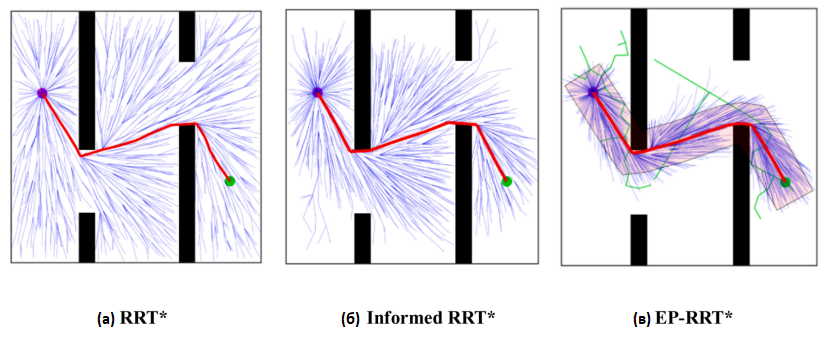 (а) RRT*
(б) Informed RRT*
(в) EP-RRT*